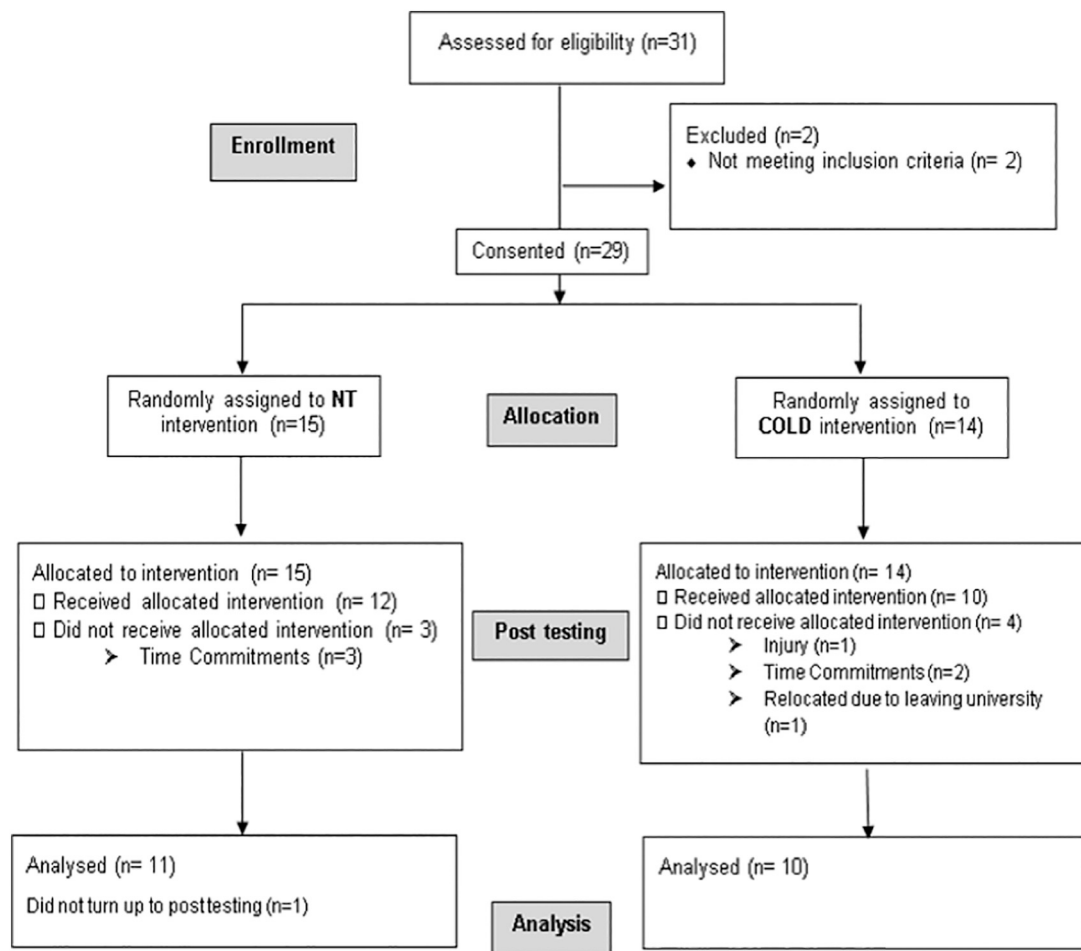 Assessed for eligibility (n=31)
Enrollment
Excluded (n=2)
♦ Not meeting inclusion criteria (n= 2)
Consented (n=29)
Randomly assigned to NT
intervention (n=15)
Allocation
Randomly assigned to
COLD intervention (n=14)
Allocated to intervention (n= 15)
□ Received allocated intervention (n= 12)
□ Did not receive allocated intervention (n= 3)
➤ Time Commitments (n=3)
Post testing
Allocated to intervention (n= 14)
□ Received allocated intervention (n= 10)
□ Did not receive allocated intervention (n= 4)
➤ Injury (n=1)
➤ Time Commitments (n=2)
➤ Relocated due to leaving university
(n=1)
Analysed (n= 11)
Did not turn up to post testing (n=1)
Analysis
Analysed (n= 10)